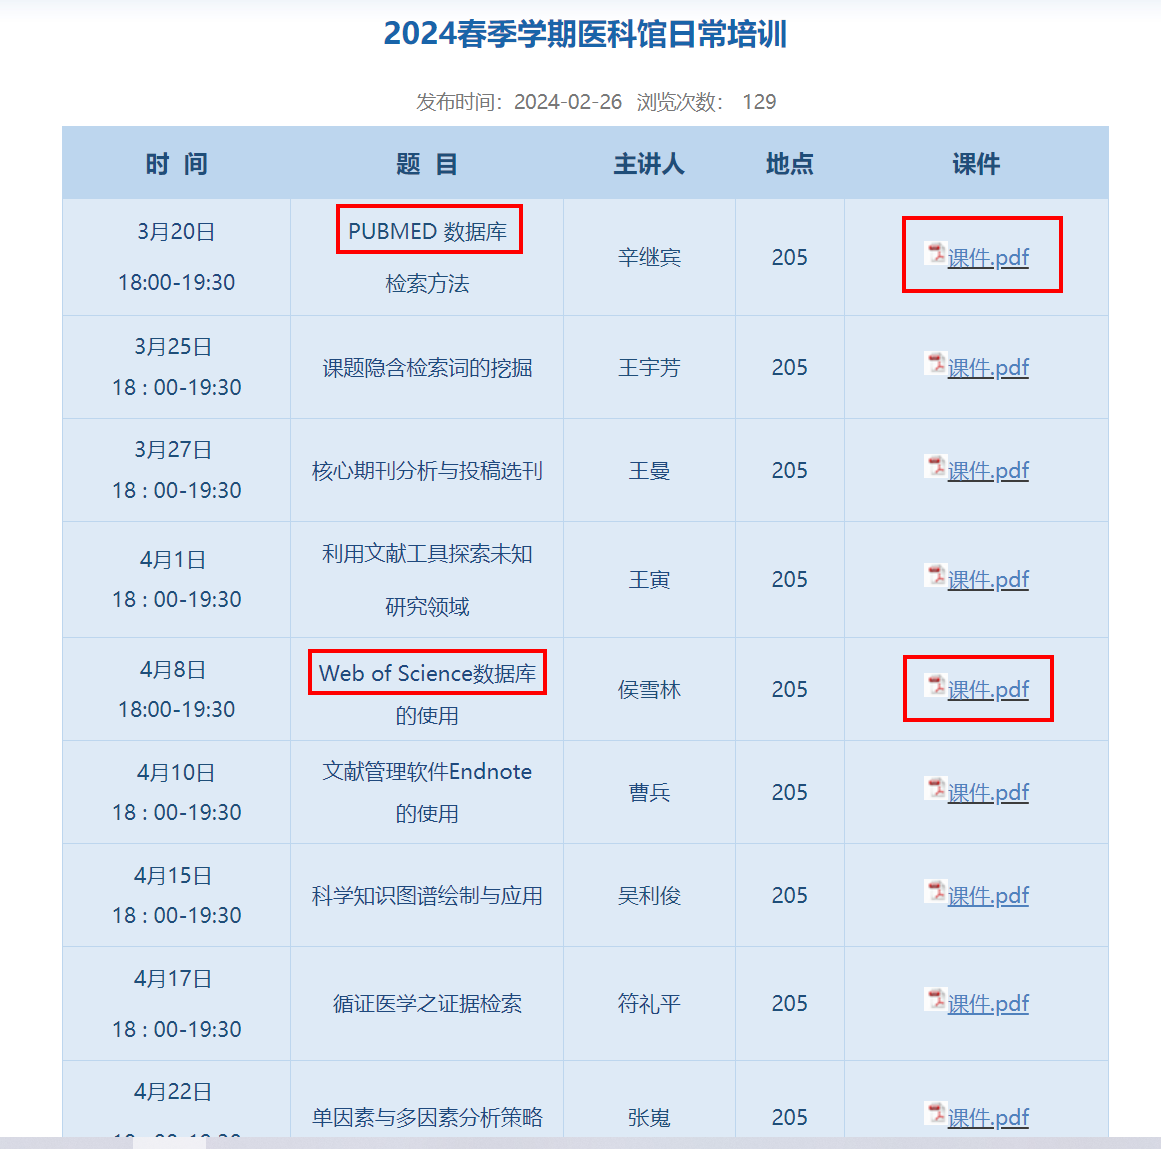 2024春季学期医科馆日常培训
发布时间：2024-02-26 浏览次数： 129
时 间 题 目 主讲人 地点 课件
3月20日
18:00-19:30
PUBMED 数据库
检索方法
辛继宾
205
课件.pdf
3月25日
18 : 00-19:30
课题隐含检索词的挖掘
王宇芳
205
课件.pdf
3月27日
18 : 00-19:30
核心期刊分析与投稿选刊
王曼
205
课件.pdf
4月1日
18 : 00-19:30
利用文献工具探索未知
研究领域
王寅
205
课件.pdf
4月8日
18:00-19:30
Web of Science数据库
的使用
侯雪林
205
课件.pdf
4月10日
18 : 00-19:30
文献管理软件Endnote
的使用
曹兵
205
课件.pdf
4月15日
18 : 00-19:30
科学知识图谱绘制与应用
吴利俊
205
课件.pdf
4月17日
18 : 00-19:30
循证医学之证据检索
符礼平
205
课件.pdf
4月22日
单因素与多因素分析策略
张嵬
205
课件.pdf